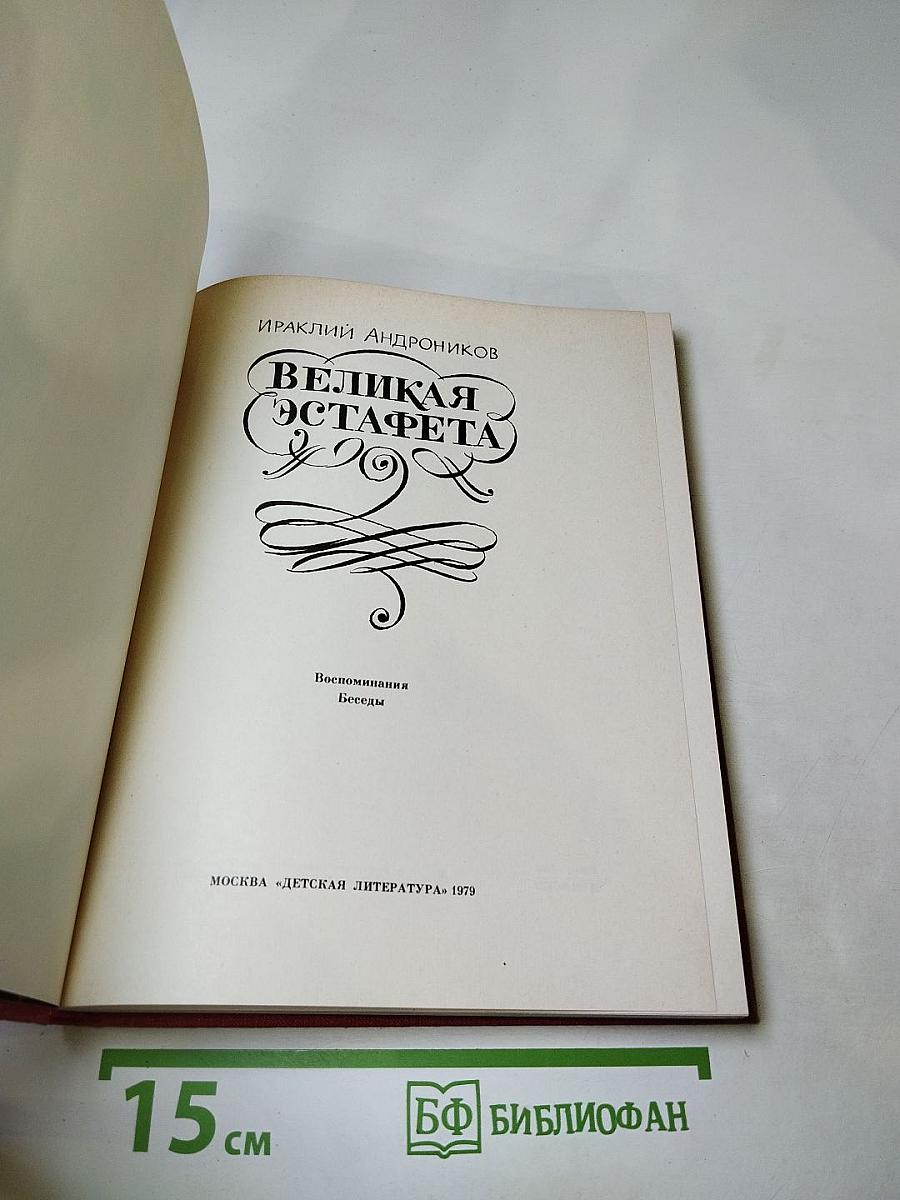 Ираклий Андроников
ВЕЛИКАЯ
ЭСТАФЕТА
Воспоминания
Беседы
МОСКВА «ДЕТСКАЯ ЛИТЕРАТУРА» 1979
15 см
БФ БИБЛИОФАН